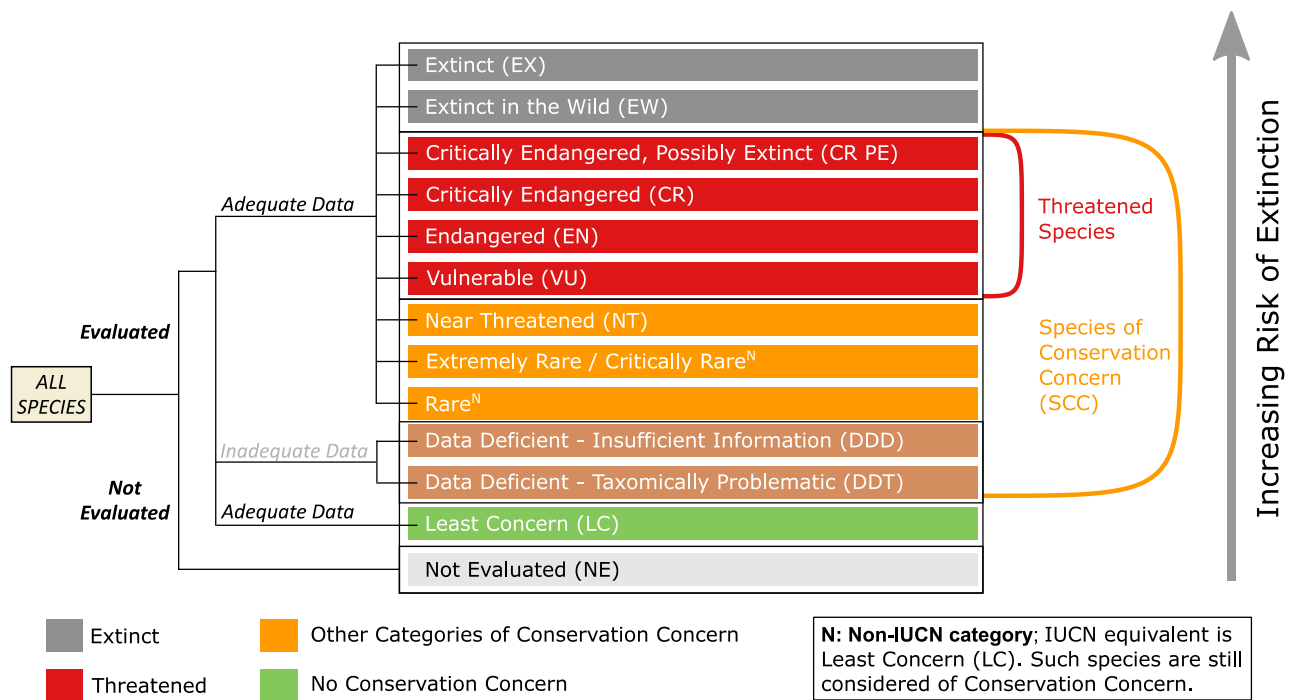 Extinct (EX)
Extinct in the Wild (EW)
Critically Endangered, Possibly Extinct (CR PE)
Critically Endangered (CR)
Endangered (EN)
Vulnerable (VU)
Near Threatened (NT)
Extremely Rare / Critically Rareᴺ
Rareᴺ
Data Deficient - Insufficient Information (DDD)
Data Deficient - Taxomically Problematic (DDT)
Least Concern (LC)
Not Evaluated (NE)
Adequate Data
Inadequate Data
Adequate Data
Evaluated
Not
Evaluated
ALL
SPECIES
Threatened
Species
Species of
Conservation
Concern
(SCC)
Increasing Risk of Extinction
Extinct
Threatened
Other Categories of Conservation Concern
No Conservation Concern
N: Non-IUCN category; IUCN equivalent is
Least Concern (LC). Such species are still
considered of Conservation Concern.